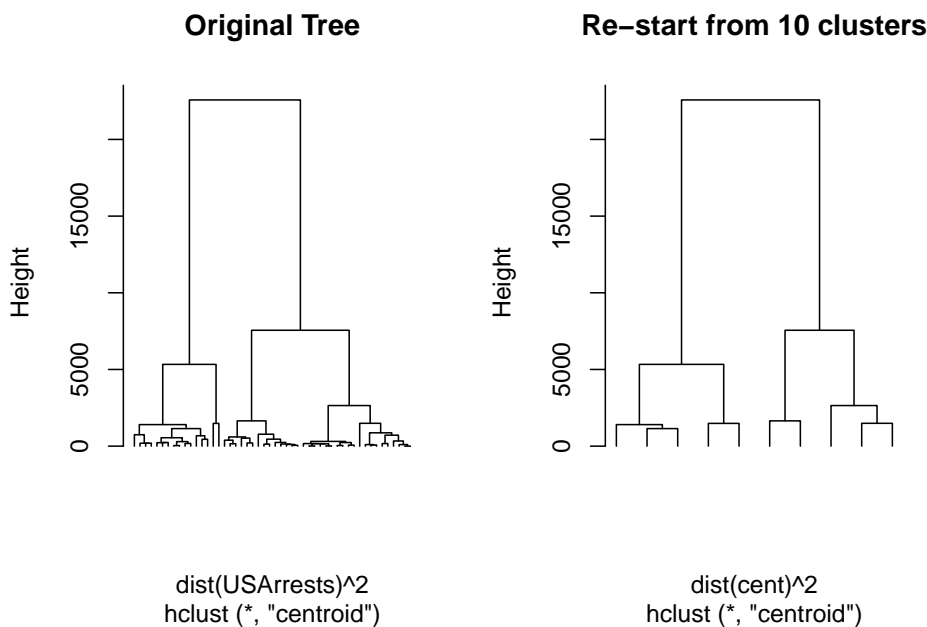 Original Tree
Height
0
5000
15000
dist(USArrests)^2
hclust (*, "centroid")
Re−start from 10 clusters
Height
0
5000
15000
dist(cent)^2
hclust (*, "centroid")